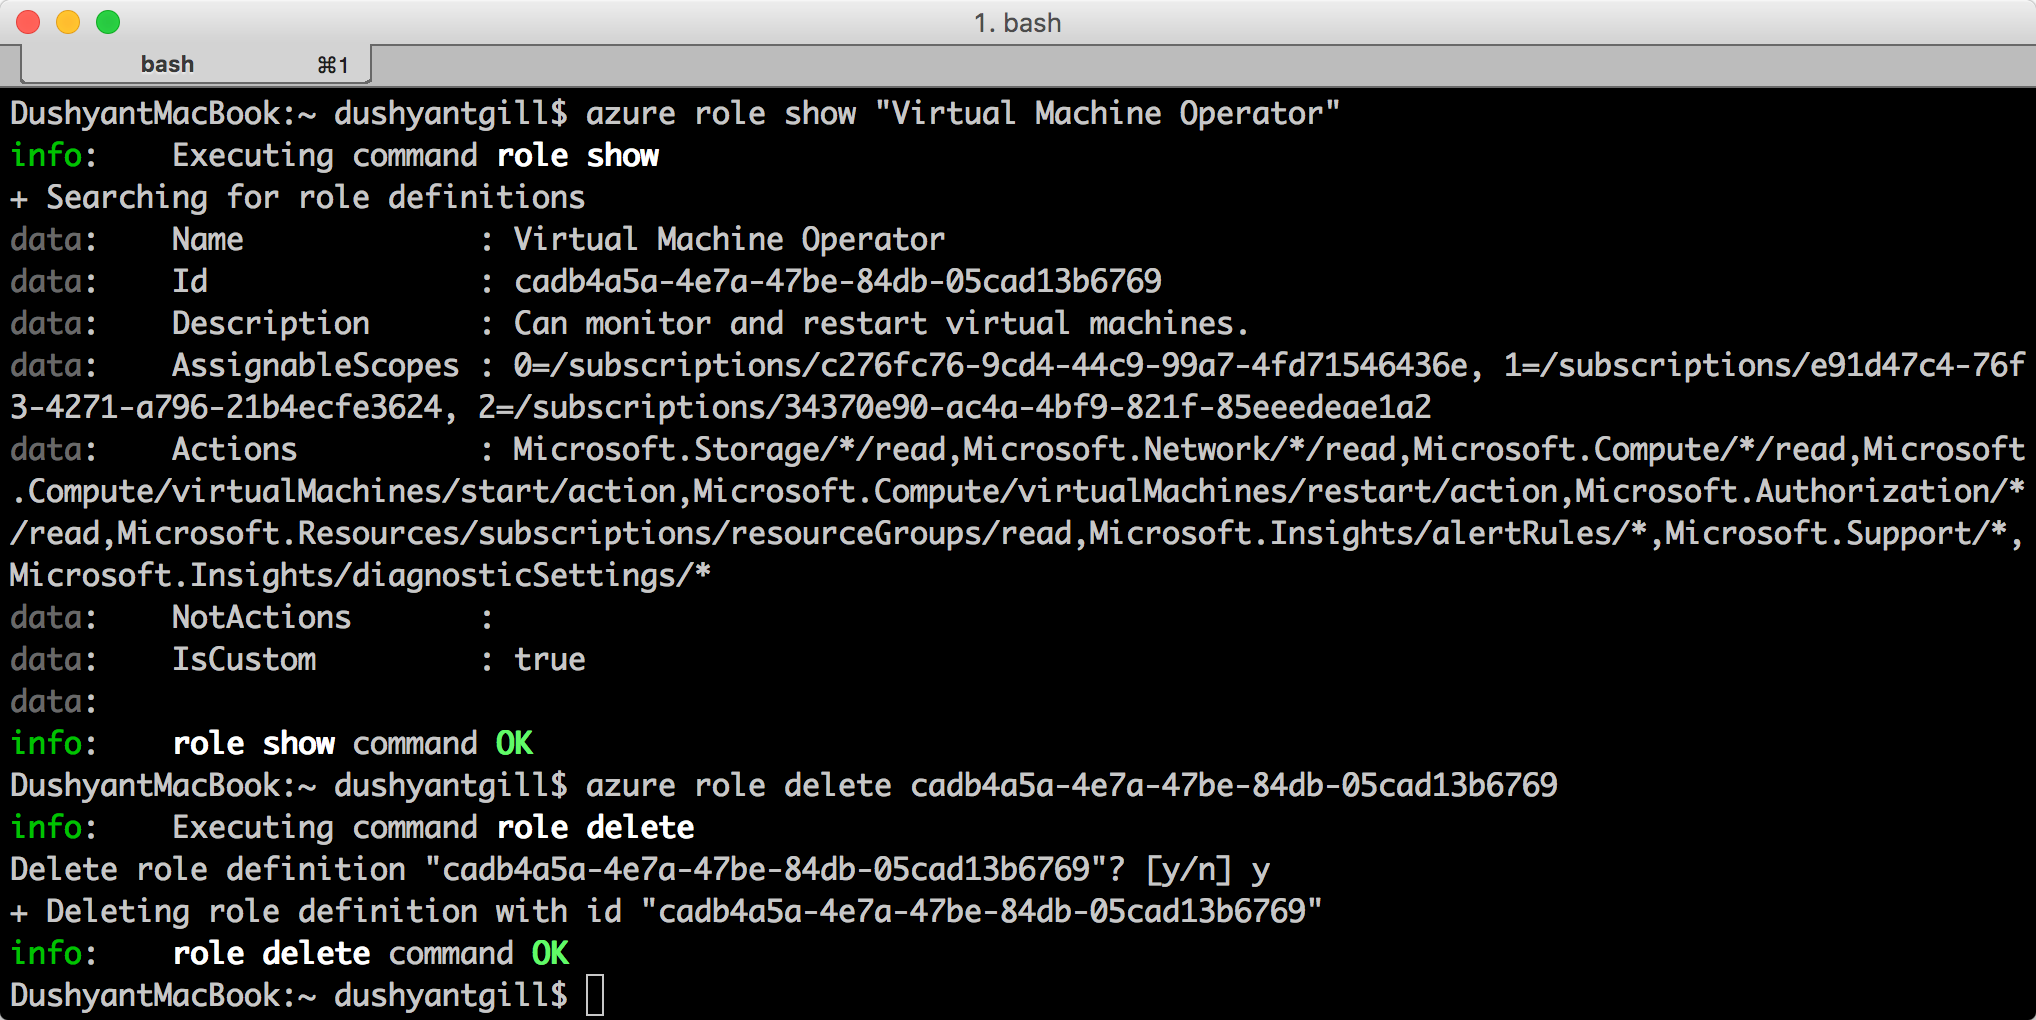 1. bash
bash ⌘1
DushyantMacBook:~ dushyantgill$ azure role show "Virtual Machine Operator"
info:    Executing command role show
+ Searching for role definitions
data:    Name             : Virtual Machine Operator
data:    Id               : cadb4a5a-4e7a-47be-84db-05cad13b6769
data:    Description      : Can monitor and restart virtual machines.
data:    AssignableScopes : 0=/subscriptions/c276fc76-9cd4-44c9-99a7-4fd71546436e, 1=/subscriptions/e91d47c4-76f
3-4271-a796-21b4ecfe3624, 2=/subscriptions/34370e90-ac4a-4bf9-821f-85eeedeae1a2
data:    Actions          : Microsoft.Storage/*/read,Microsoft.Network/*/read,Microsoft.Compute/*/read,Microsoft
.Compute/virtualMachines/start/action,Microsoft.Compute/virtualMachines/restart/action,Microsoft.Authorization/*
/read,Microsoft.Resources/subscriptions/resourceGroups/read,Microsoft.Insights/alertRules/*,Microsoft.Support/*,
Microsoft.Insights/diagnosticSettings/*
data:    NotActions       :
data:    IsCustom         : true
data:
info:    role show command OK
DushyantMacBook:~ dushyantgill$ azure role delete cadb4a5a-4e7a-47be-84db-05cad13b6769
info:    Executing command role delete
Delete role definition "cadb4a5a-4e7a-47be-84db-05cad13b6769"? [y/n] y
+ Deleting role definition with id "cadb4a5a-4e7a-47be-84db-05cad13b6769"
info:    role delete command OK
DushyantMacBook:~ dushyantgill$